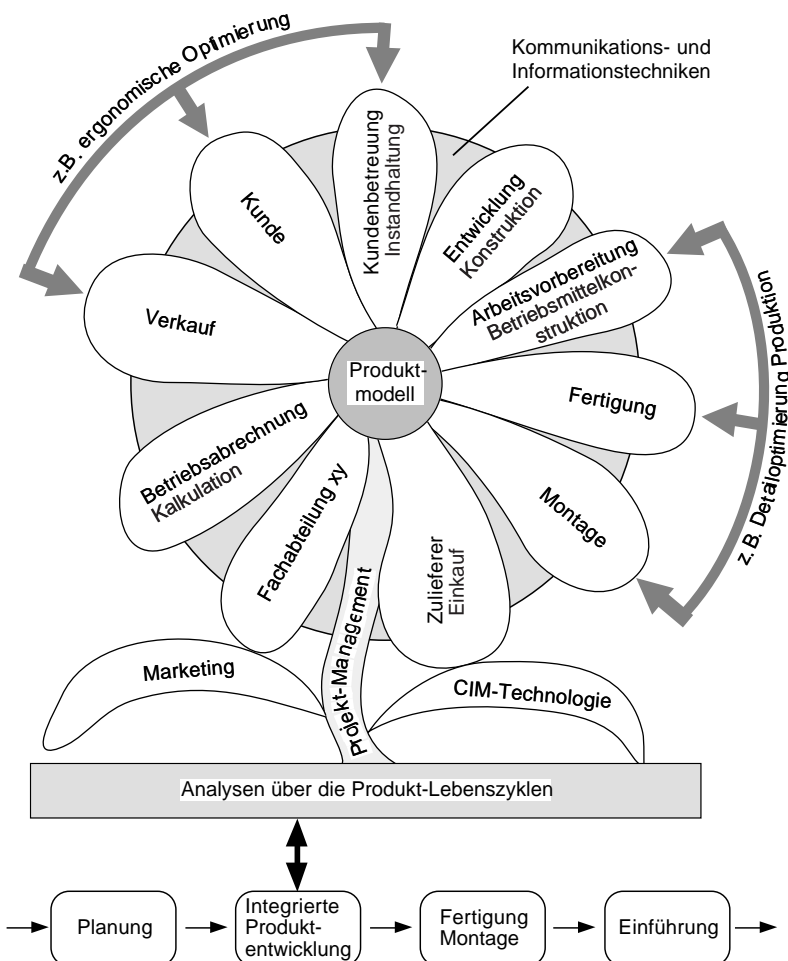 z.B. ergonomische Optimierung
Kommunikations- und
Informationstechniken
Kundenbetreuung
Instandhaltung
Kunde
Entwicklung
Konstruktion
Arbeitsvorbereitung
Betriebsmittelkon-
struktion
Verkauf
Produkt-
modell
Fertigung
z. B. Detailoptimierung Produktion
Betriebsabrechnung
Kalkulation
Fachabteilung xy
Montage
Zulieferer
Einkauf
Projekt-Management
Marketing
CIM-Technologie
Analysen über die Produkt-Lebenszyklen
Planung
Integrierte
Produkt-
entwicklung
Fertigung
Montage
Einführung